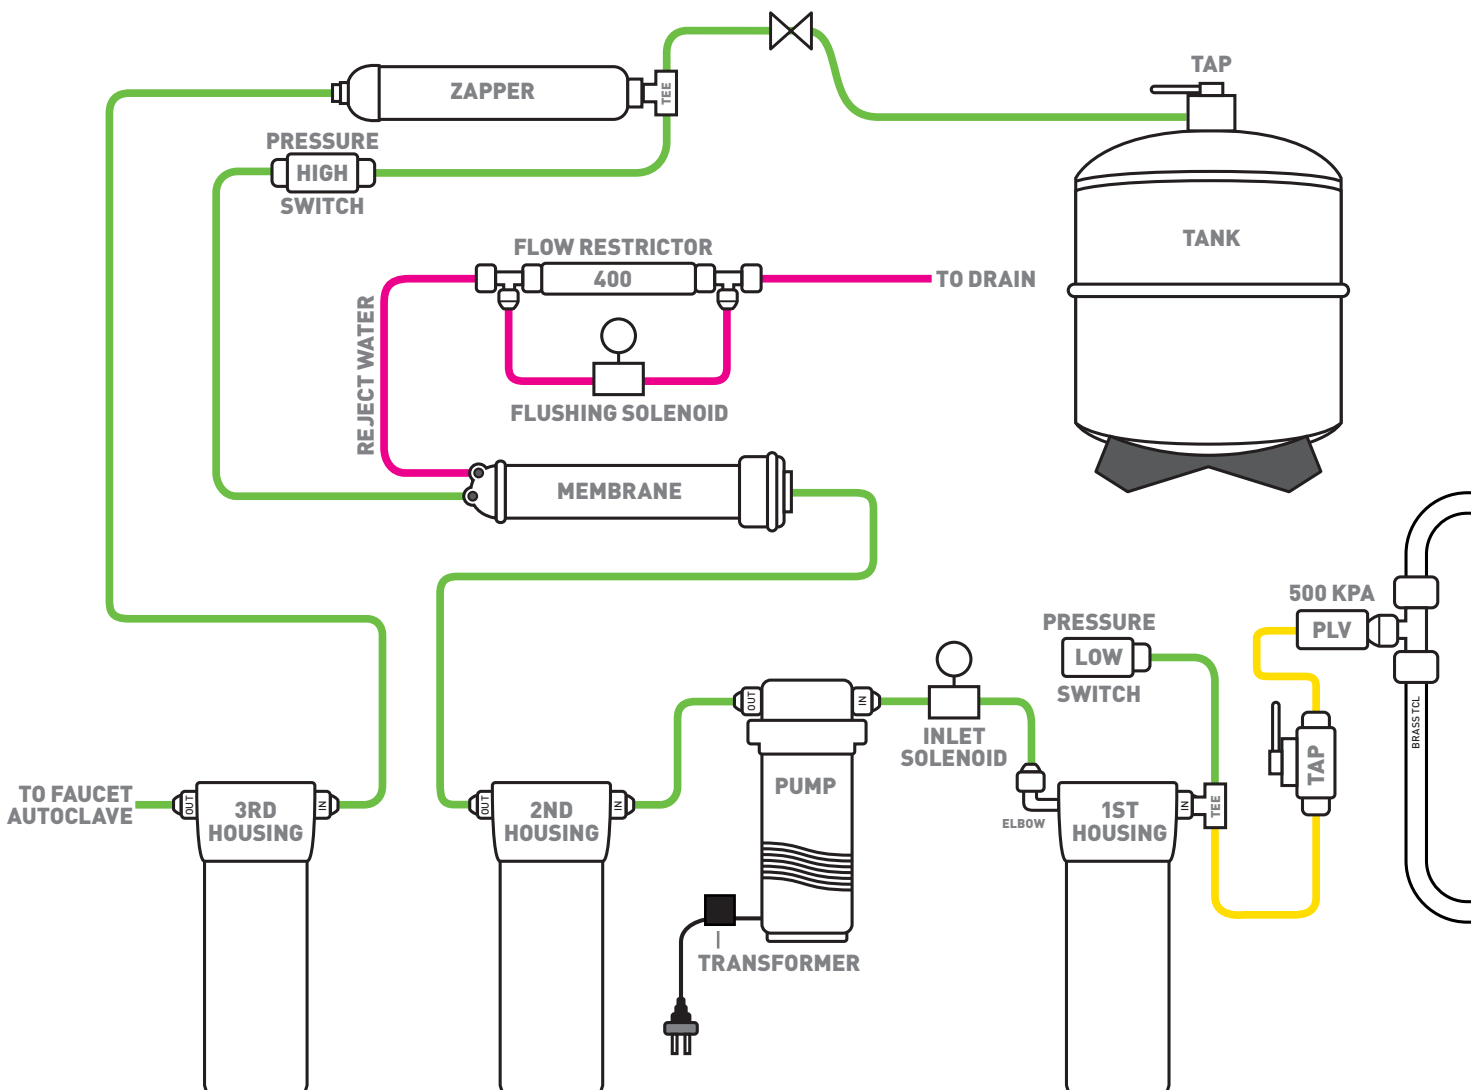 TAP
ZAPPER
TEE
PRESSURE
HIGH
SWITCH
TANK
FLOW RESTRICTOR
400
TO DRAIN
REJECT WATER
FLUSHING SOLENOID
MEMBRANE
500 KPA
PLV
PRESSURE
LOW
SWITCH
BRASS TCL
OUT
IN
INLET
SOLENOID
TAP
PUMP
TO FAUCET
AUTOCLAVE
OUT
3RD
HOUSING
IN
OUT
2ND
HOUSING
IN
ELBOW
1ST
HOUSING
IN
TEE
TRANSFORMER